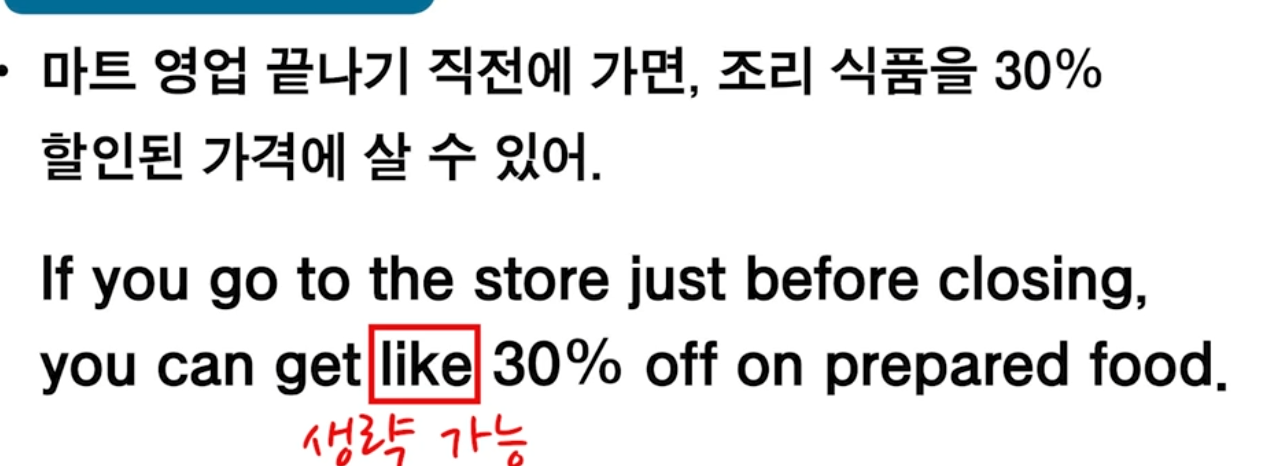 • 마트 영업 끝나기 직전에 가면, 조리 식품을 30%
할인된 가격에 살 수 있어.
If you go to the store just before closing,
you can get like 30% off on prepared food.
생략 가능